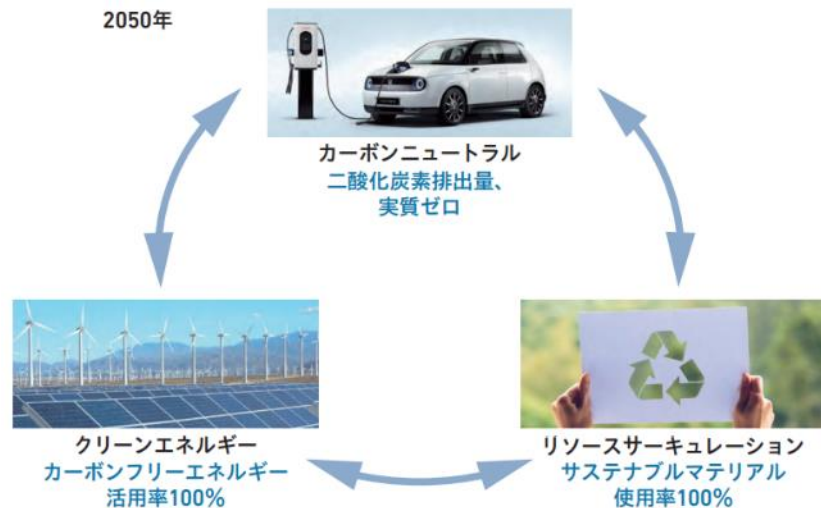 2050年
カーボンニュートラル
二酸化炭素排出量、
実質ゼロ
クリーンエネルギー
カーボンフリーエネルギー
活用率100%
リソースサーキュレーション
サステナブルマテリアル
使用率100%